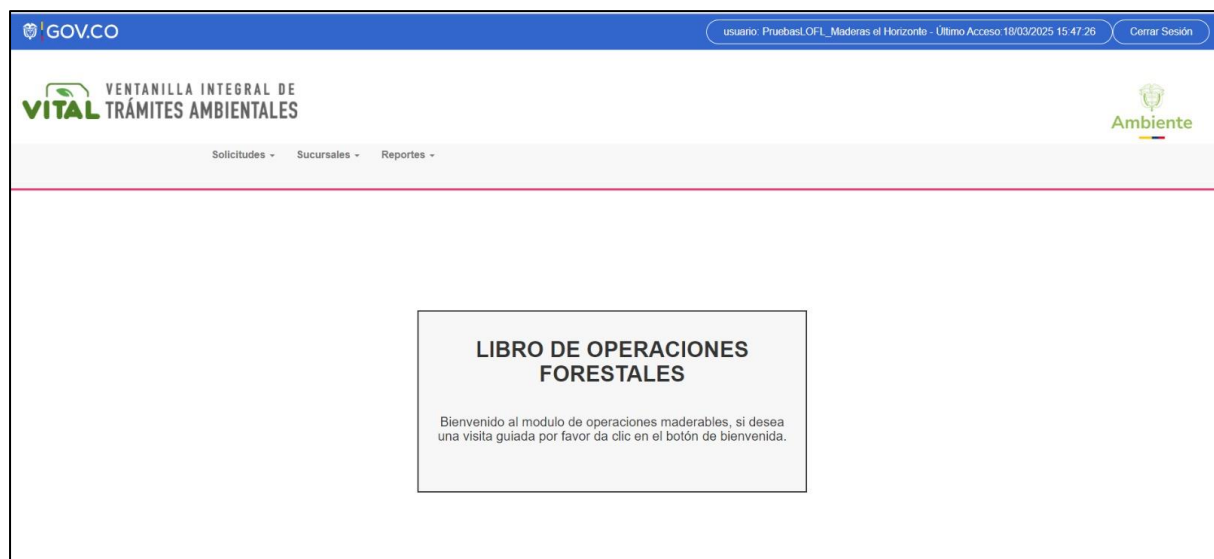 GOV.CO
usuario: PruebasLOFL_Maderas el Horizonte - Último Acceso:18/03/2025 15:47:26
Cerrar Sesión
VITAL
VENTANILLA INTEGRAL DE
TRÁMITES AMBIENTALES
Ambiente
Solicitudes
Sucursales
Reportes
LIBRO DE OPERACIONES
FORESTALES
Bienvenido al modulo de operaciones maderables, si desea
una visita guiada por favor da clic en el botón de bienvenida.